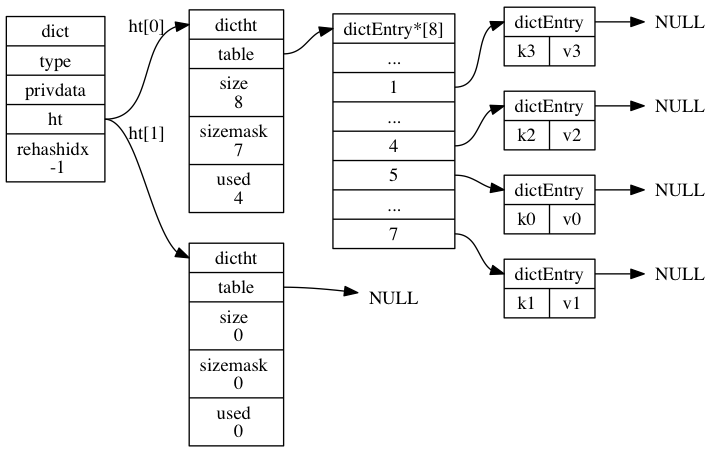 dict
type
privdata
ht
rehashidx
-1
ht[0]
ht[1]
dictht
table
size
8
sizemask
7
used
4
dictht
table
size
0
sizemask
0
used
0
NULL
dictEntry*[8]
...
1
...
4
5
...
7
dictEntry
k3 v3
NULL
dictEntry
k2 v2
NULL
dictEntry
k0 v0
NULL
dictEntry
k1 v1
NULL